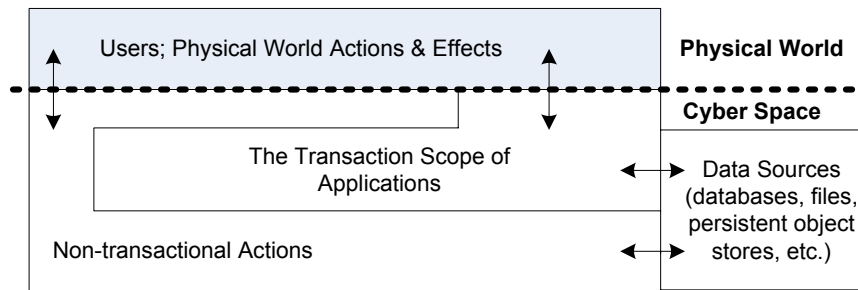 Users; Physical World Actions & Effects
Physical World
Cyber Space
The Transaction Scope of
Applications
Data Sources
(databases, files,
persistent object
stores, etc.)
Non-transactional Actions